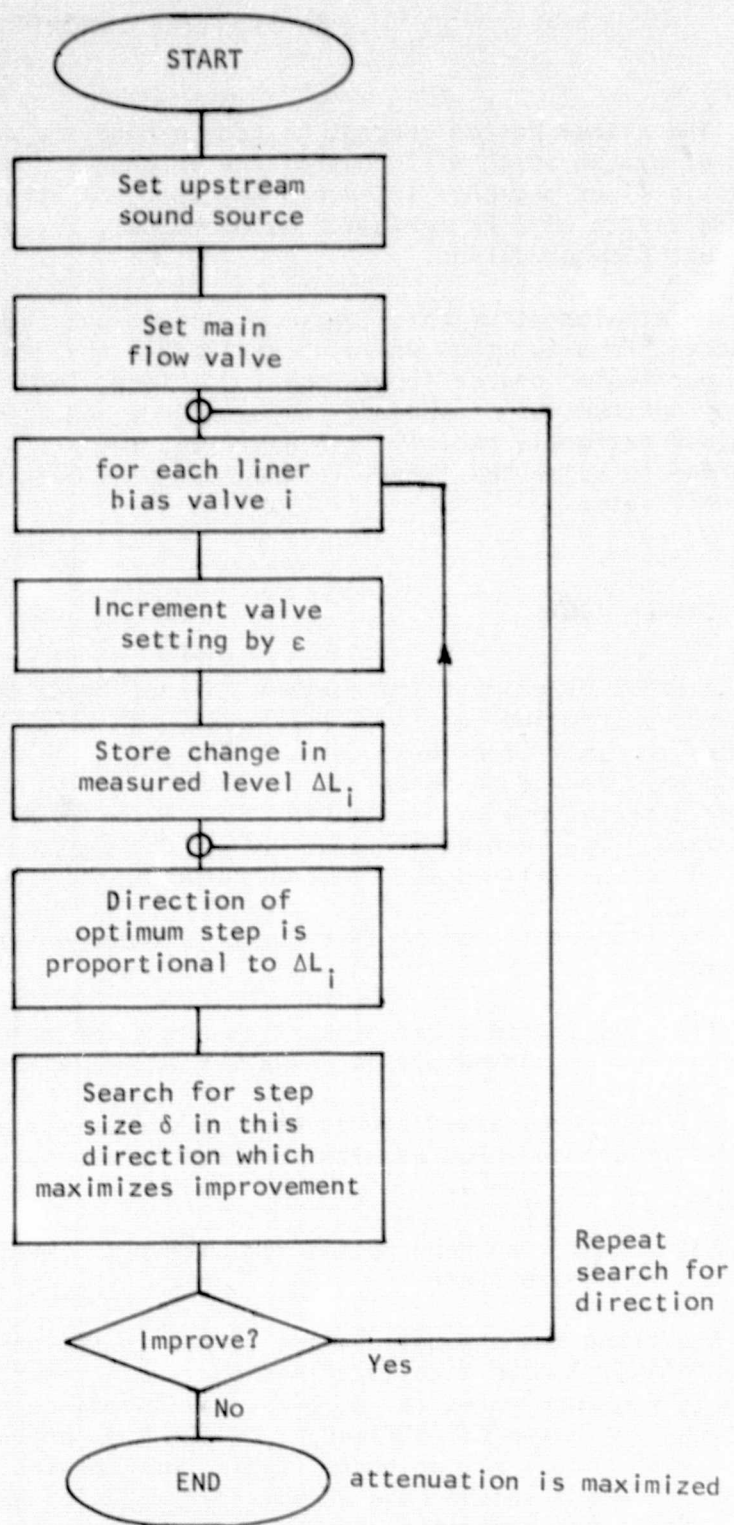 START
Set upstream
sound source
Set main
flow valve
for each liner
bias valve i
Increment valve
setting by ε
Store change in
measured level ΔLi
Direction of
optimum step is
proportional to ΔLi
Search for step
size δ in this
direction which
maximizes improvement
Repeat
search for
direction
Improve?
Yes
No
END
attenuation is maximized